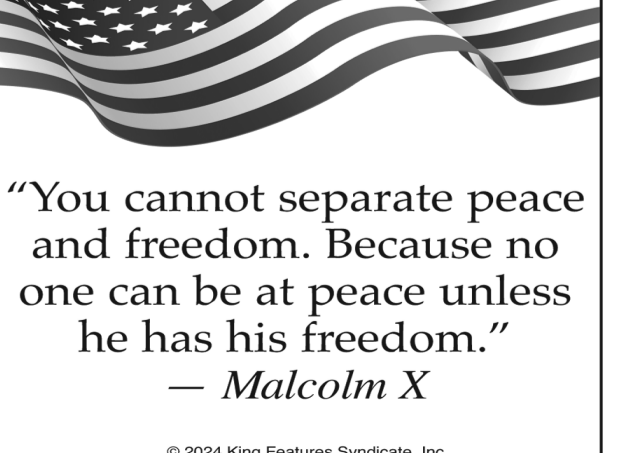 “You cannot separate peace
and freedom. Because no
one can be at peace unless
he has his freedom.”
— Malcolm X
© 2024 King Features Syndicate, Inc.